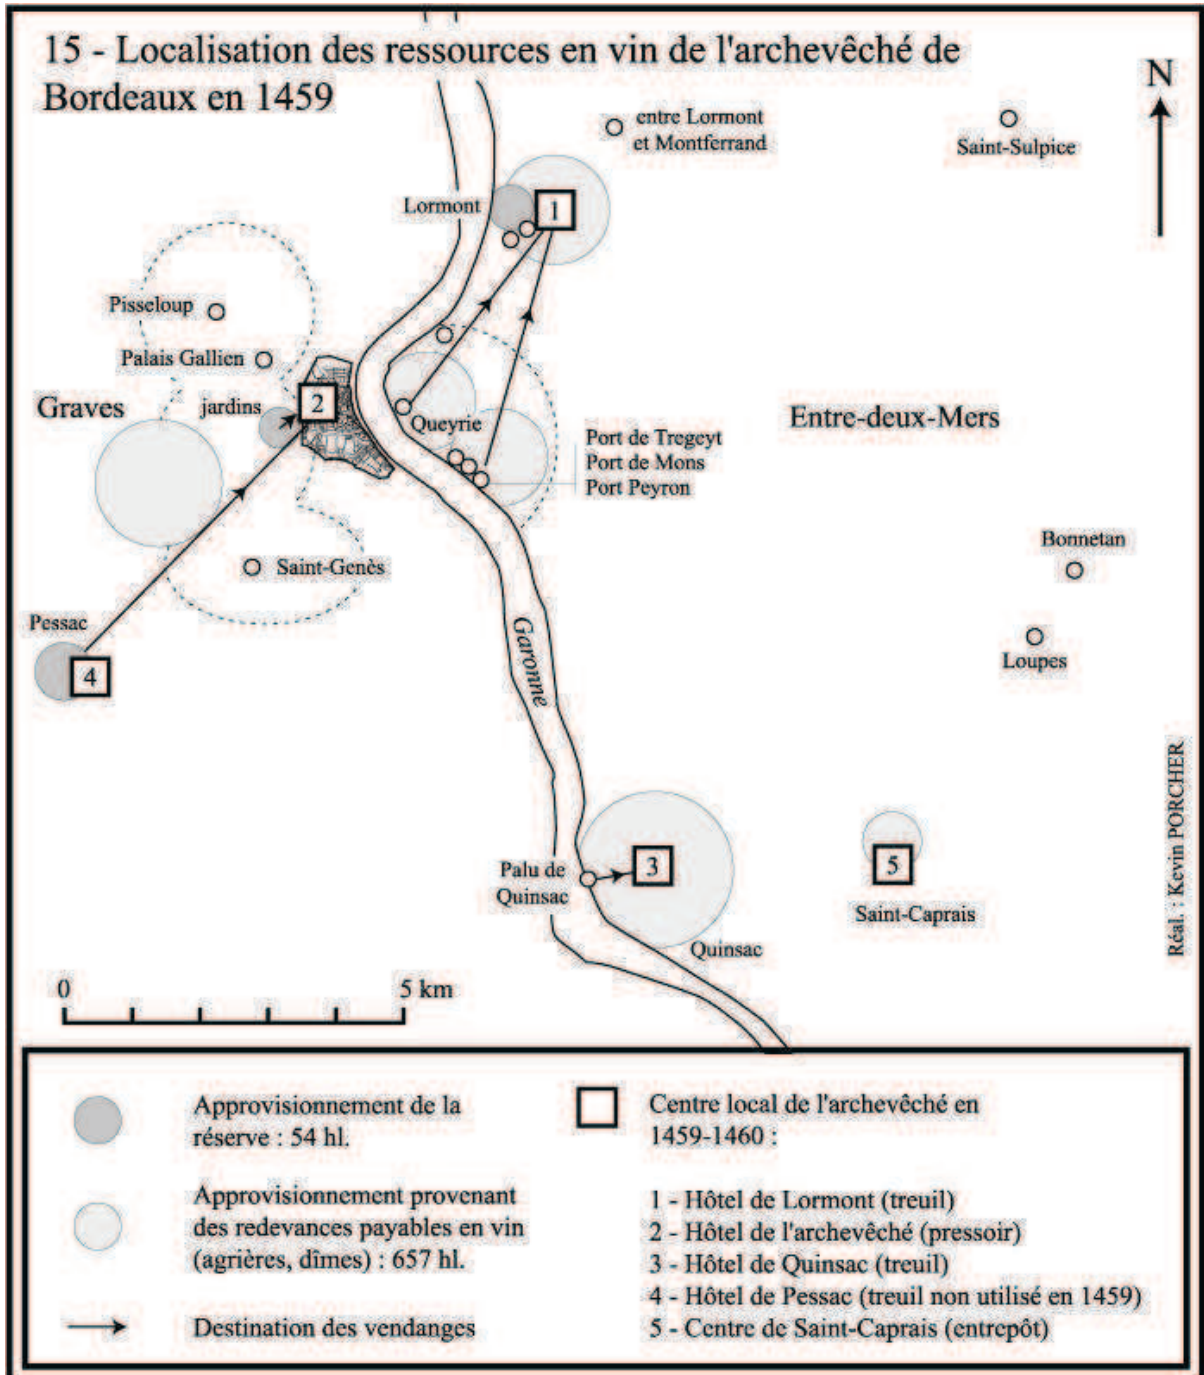 15 - Localisation des ressources en vin de l'archevêché de
Bordeaux en 1459
N
entre Lormont
et Montferrand
Saint-Sulpice
Lormont
1
Pisseloup
Palais Gallien
Graves
jardins
2
Queyrie
Entre-deux-Mers
Port de Tregeyt
Port de Mons
Port Peyron
Bonnetan
Saint-Genès
Loupes
Pessac
4
Garonne
Réal. : Kevin PORCHER
Palu de
Quinsac
3
5
Saint-Caprais
Quinsac
0
5 km
Approvisionnement de la
réserve : 54 hl.
Approvisionnement provenant
des redevances payables en vin
(agrières, dîmes) : 657 hl.
Destination des vendanges
Centre local de l'archevêché en
1459-1460 :
1 - Hôtel de Lormont (treuil)
2 - Hôtel de l'archevêché (pressoir)
3 - Hôtel de Quinsac (treuil)
4 - Hôtel de Pessac (treuil non utilisé en 1459)
5 - Centre de Saint-Caprais (entrepôt)